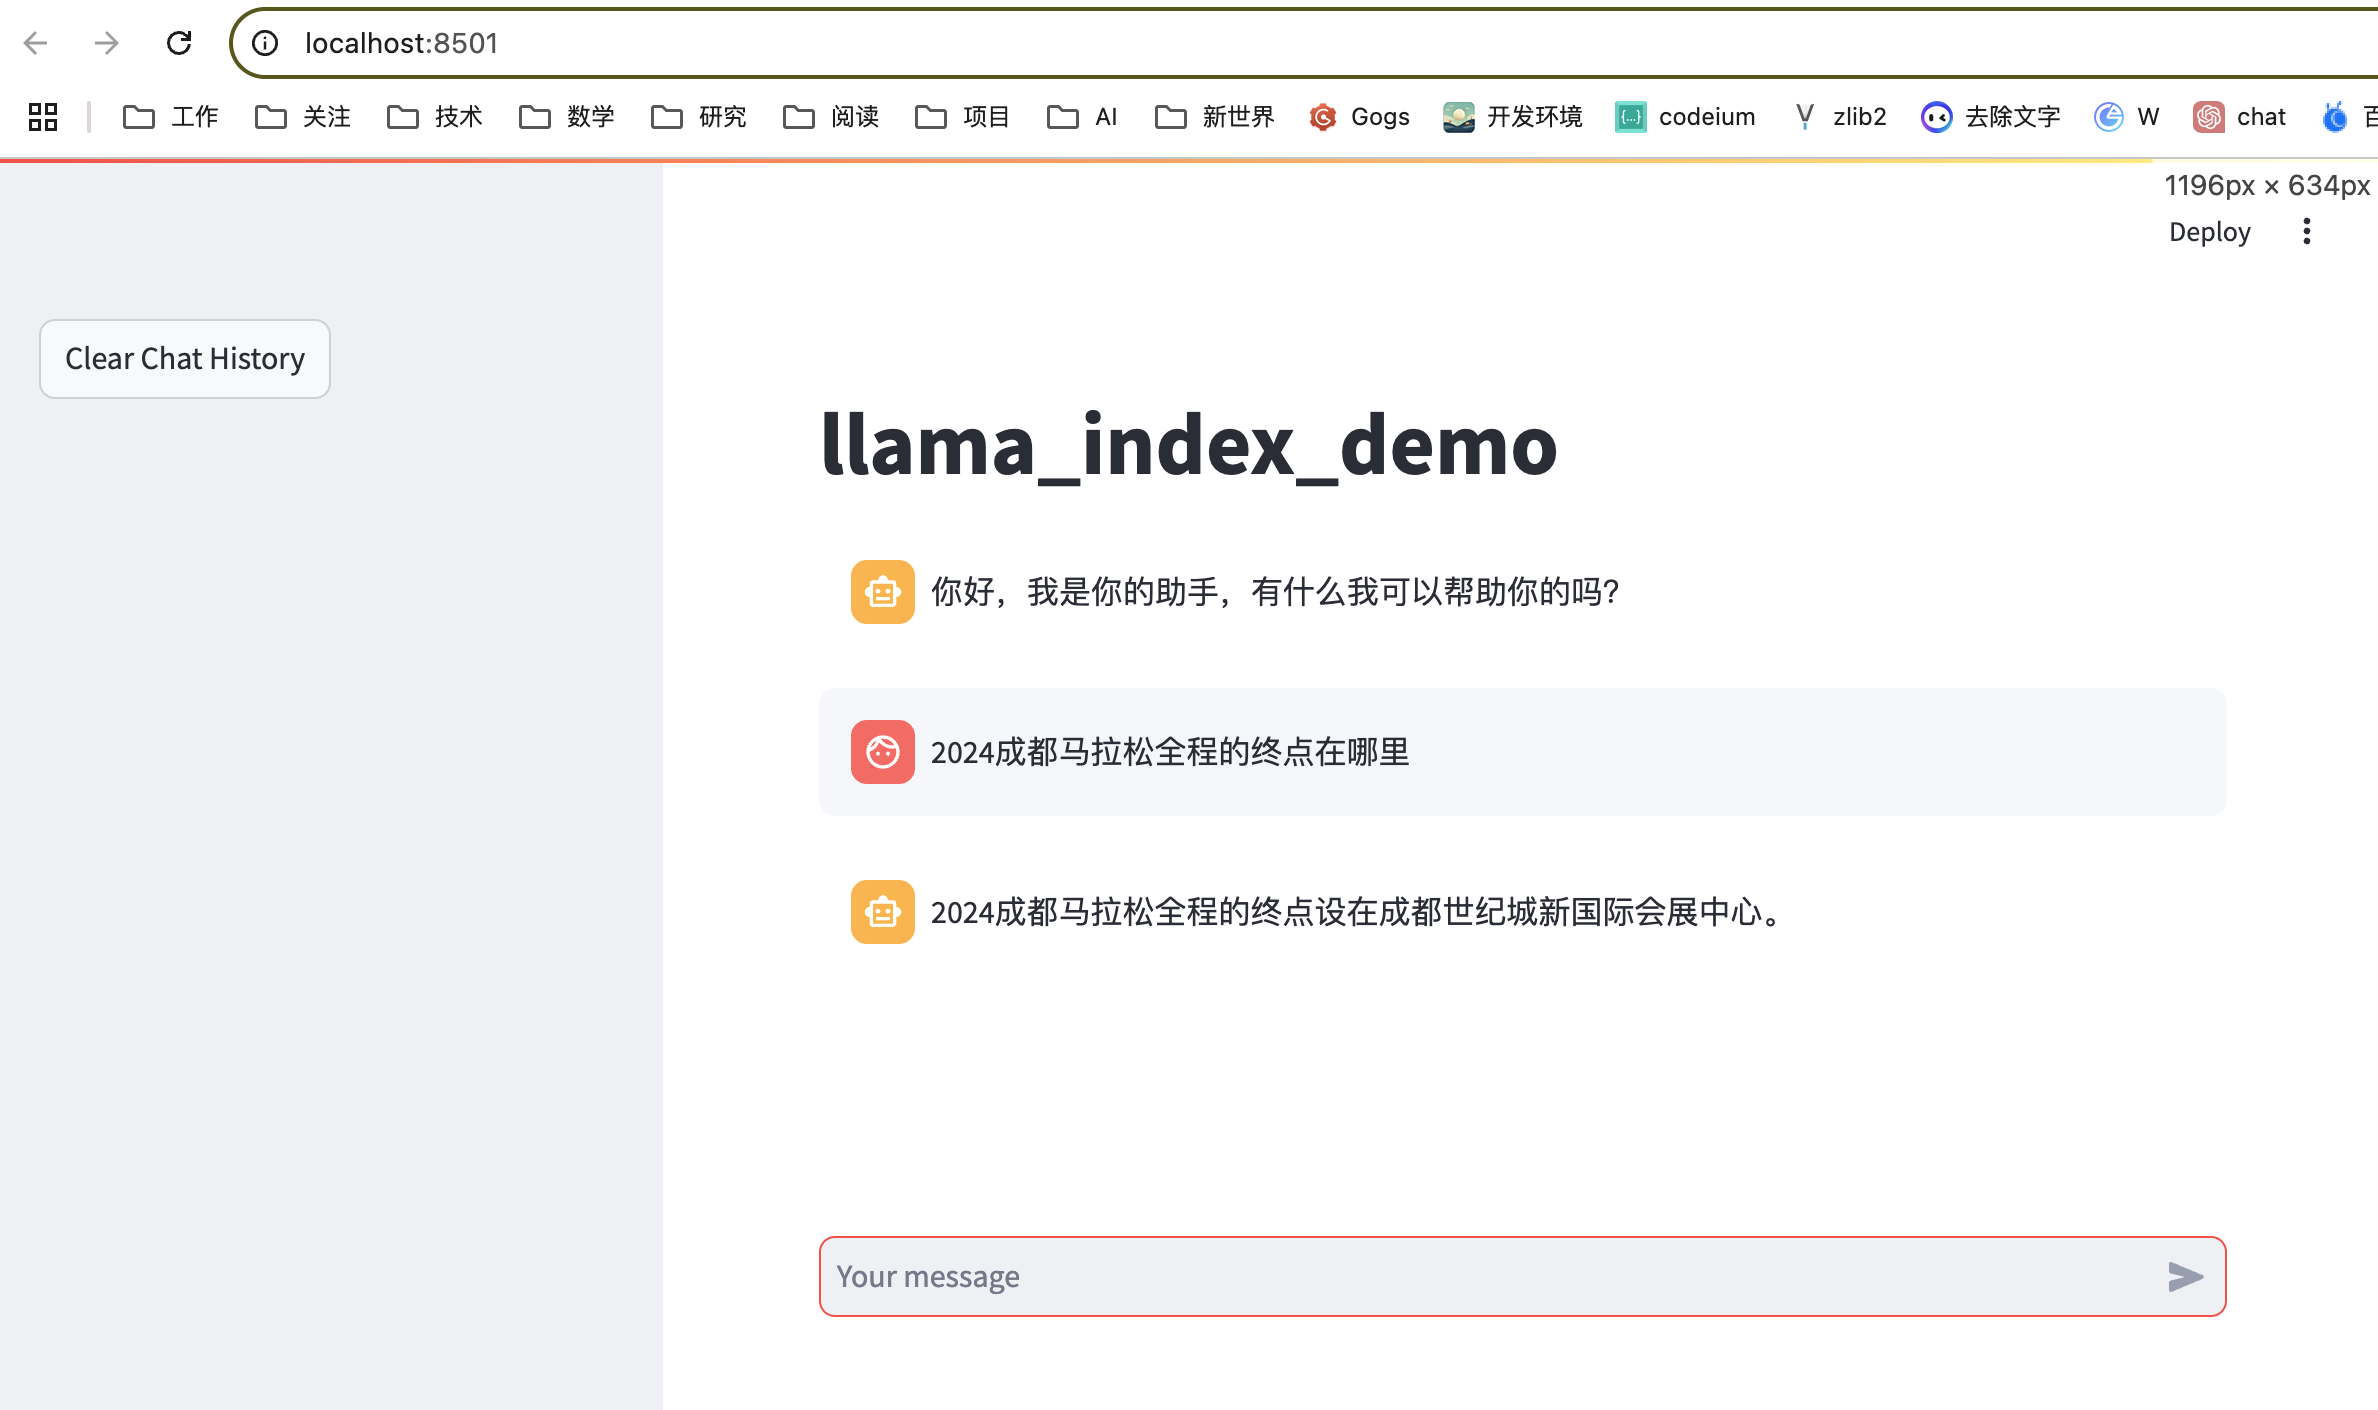 localhost:8501
工作 关注 技术 数学 研究 阅读 项目 AI 新世界 Gogs 开发环境 codeium zlib2 去除文字 W chat
1196px × 634px
Deploy
Clear Chat History
llama_index_demo
你好，我是你的助手，有什么我可以帮助你的吗?
2024成都马拉松全程的终点在哪里
2024成都马拉松全程的终点设在成都世纪城新国际会展中心。
Your message